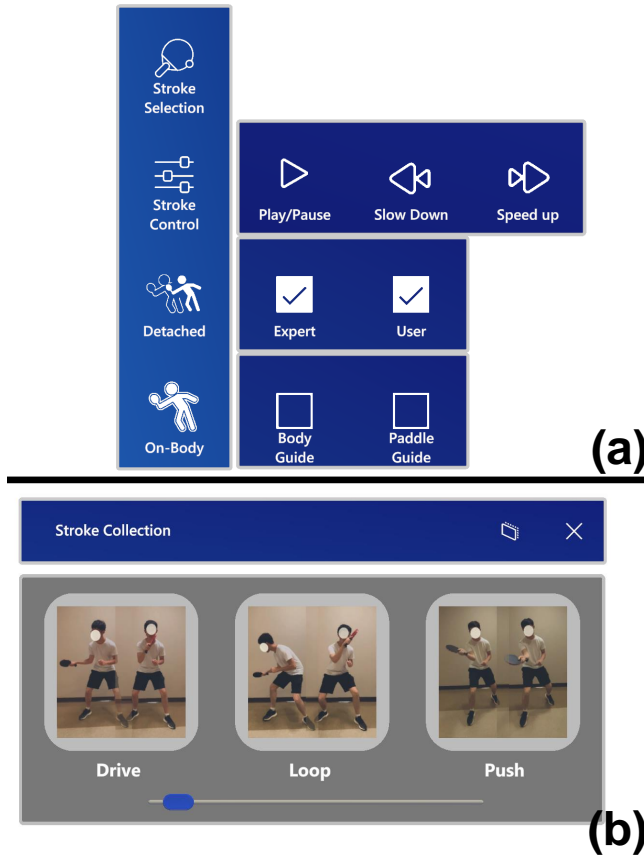 Stroke
Selection
Stroke
Control
Play/Pause
Slow Down
Speed up
Detached
Expert
User
On-Body
Body
Guide
Paddle
Guide
(a)
Stroke Collection
Drive
Loop
Push
(b)